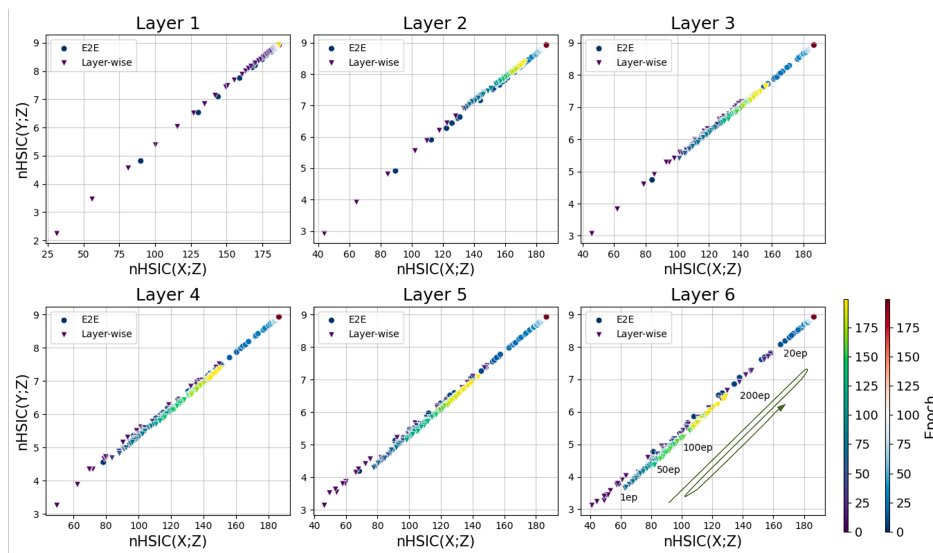 Layer 1
Layer 2
Layer 3
E2E
Layer-wise
E2E
Layer-wise
E2E
Layer-wise
nHSIC(Y;Z)
9
8
7
6
5
4
3
2
9
8
7
6
5
4
3
9
8
7
6
5
4
3
25 50 75 100 125 150 175
40 60 80 100 120 140 160 180
40 60 80 100 120 140 160 180
nHSIC(X;Z)
nHSIC(X;Z)
nHSIC(X;Z)
Layer 4
Layer 5
Layer 6
E2E
Layer-wise
E2E
Layer-wise
E2E
Layer-wise
nHSIC(Y;Z)
9
8
7
6
5
4
3
9
8
7
6
5
4
3
9
8
7
6
5
4
3
20ep
200ep
100ep
50ep
1ep
60 80 100 120 140 160 180
40 60 80 100 120 140 160 180
40 60 80 100 120 140 160 180
nHSIC(X;Z)
nHSIC(X;Z)
nHSIC(X;Z)
175
150
125
100
75
50
25
0
175
150
125
100
75
50
25
0
Epoch